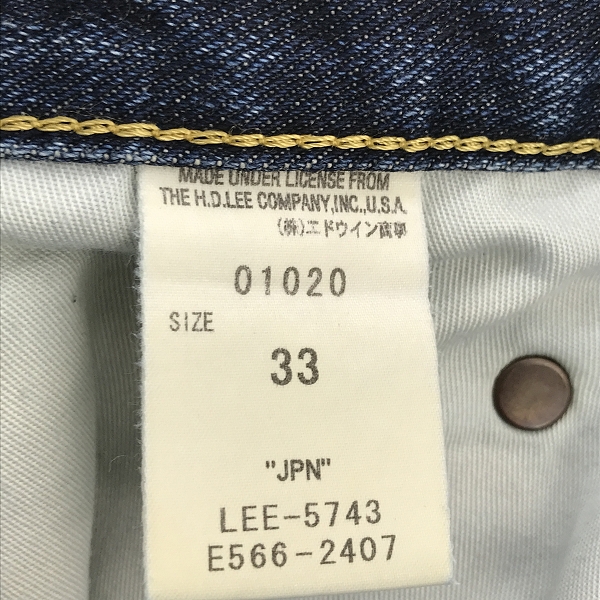 MADE UNDER LICENSE FROM
THE H.D.LEE COMPANY,INC.,U.S.A.
(株)エドウイン商事
01020
SIZE
33
"JPN"
LEE-5743
E566-2407